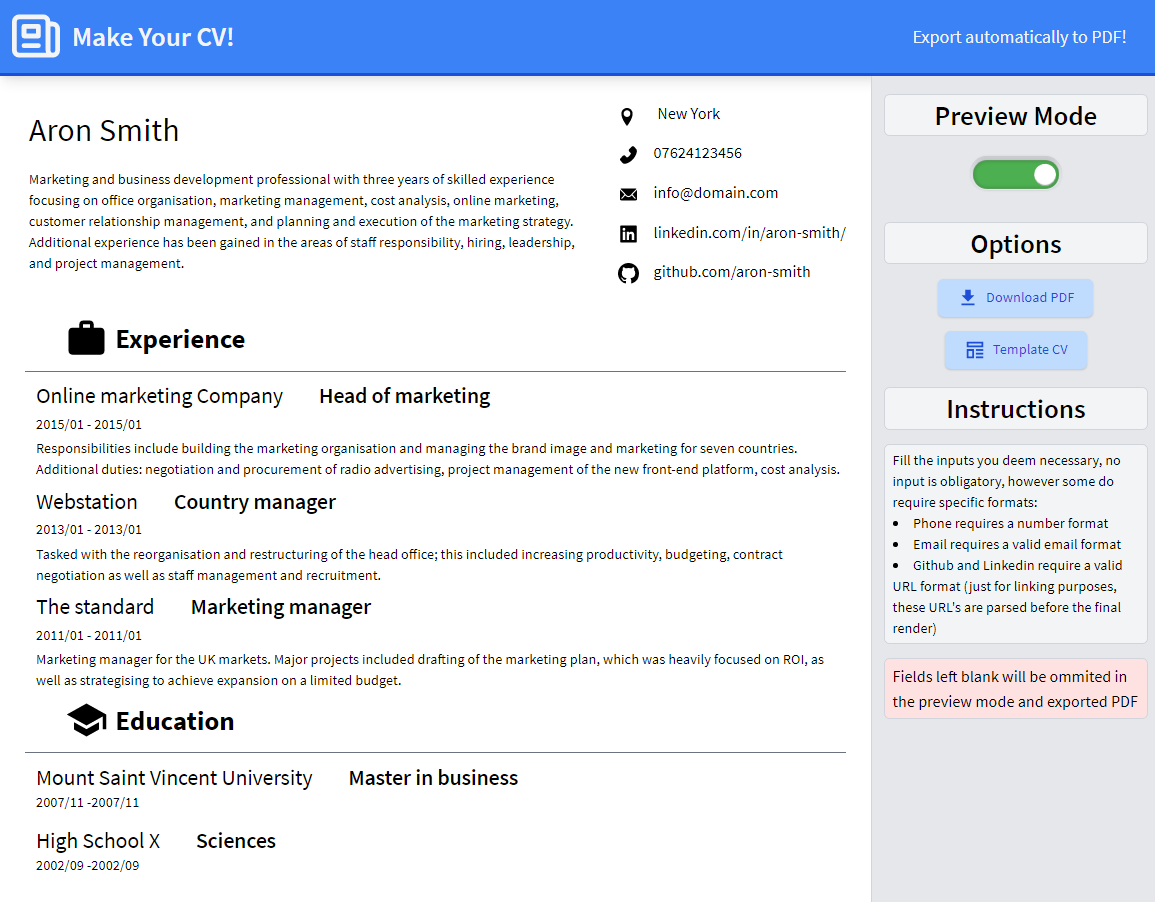 Make Your CV!
Export automatically to PDF!
Aron Smith
Marketing and business development professional with three years of skilled experience
focusing on office organisation, marketing management, cost analysis, online marketing,
customer relationship management, and planning and execution of the marketing strategy.
Additional experience has been gained in the areas of staff responsibility, hiring, leadership,
and project management.
New York
07624123456
info@domain.com
linkedin.com/in/aron-smith/
github.com/aron-smith
Experience
Online marketing Company Head of marketing
2015/01 - 2015/01
Responsibilities include building the marketing organisation and managing the brand image and marketing for seven countries.
Additional duties: negotiation and procurement of radio advertising, project management of the new front-end platform, cost analysis.
Webstation Country manager
2013/01 - 2013/01
Tasked with the reorganisation and restructuring of the head office; this included increasing productivity, budgeting, contract
negotiation as well as staff management and recruitment.
The standard Marketing manager
2011/01 - 2011/01
Marketing manager for the UK markets. Major projects included drafting of the marketing plan, which was heavily focused on ROI, as
well as strategising to achieve expansion on a limited budget.
Education
Mount Saint Vincent University Master in business
2007/11 -2007/11
High School X Sciences
2002/09 -2002/09
Preview Mode
Options
Download PDF
Template CV
Instructions
Fill the inputs you deem necessary, no
input is obligatory, however some do
require specific formats:
• Phone requires a number format
• Email requires a valid email format
• Github and Linkedin require a valid
URL format (just for linking purposes,
these URL's are parsed before the final
render)
Fields left blank will be ommited in
the preview mode and exported PDF